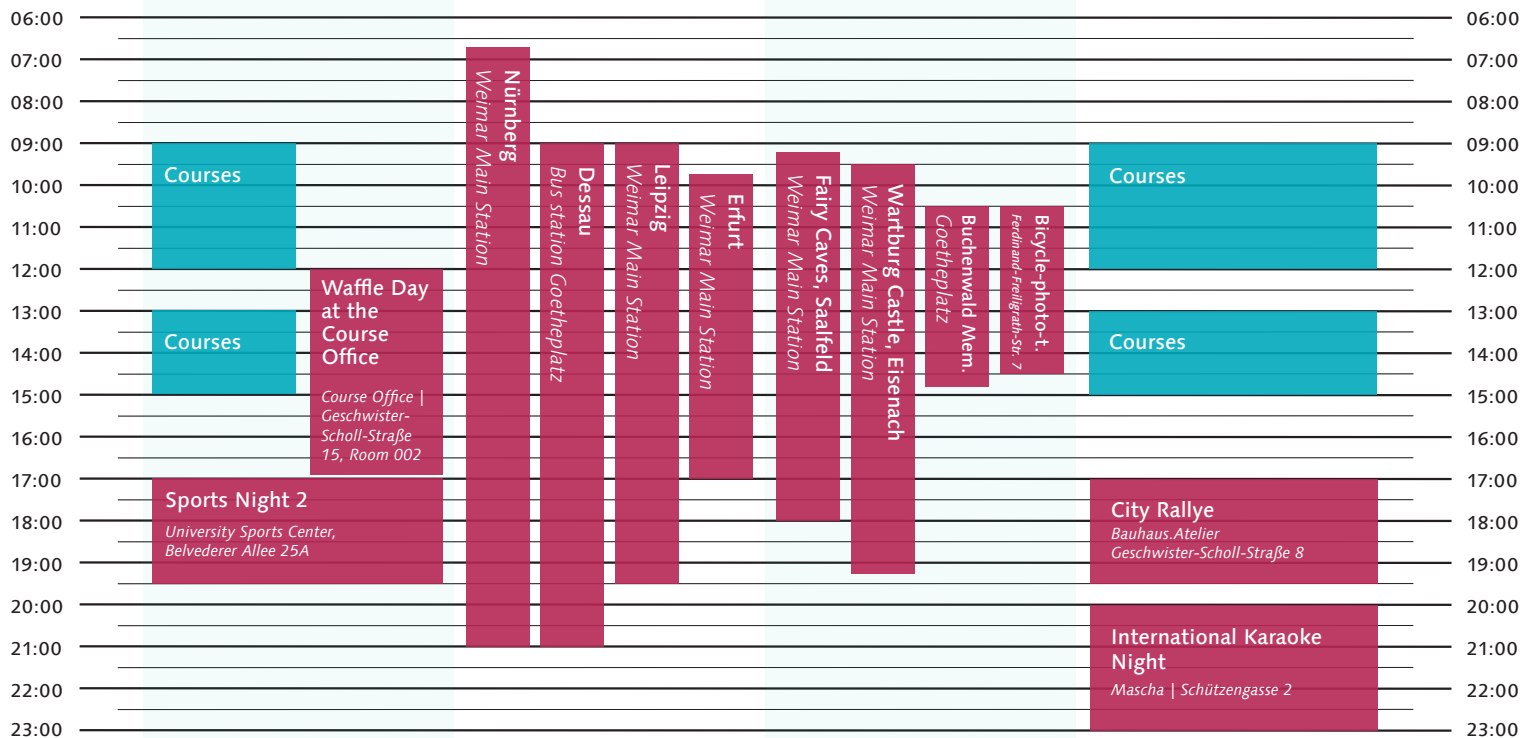 06:00
07:00
08:00
09:00
10:00
11:00
12:00
13:00
14:00
15:00
16:00
17:00
18:00
19:00
20:00
21:00
22:00
23:00
Courses
Courses
Waffle Day
at the
Course
Office
Course Office |
Geschwister-
Scholl-Straße
15, Room 002
Sports Night 2
University Sports Center,
Belvederer Allee 25A
Nürnberg
Weimar Main Station
Dessau
Bus station Goetheplatz
Leipzig
Weimar Main Station
Erfurt
Weimar Main Station
Fairy Caves, Saalfeld
Weimar Main Station
Wartburg Castle, Eisenach
Weimar Main Station
Buchenwald Mem.
Goetheplatz
Bicycle-photo-t.
Ferdinand-Freiligrath-Str. 7
Courses
Courses
City Rallye
Bauhaus.Atelier
Geschwister-Scholl-Straße 8
International Karaoke
Night
Mascha | Schützengasse 2
06:00
07:00
08:00
09:00
10:00
11:00
12:00
13:00
14:00
15:00
16:00
17:00
18:00
19:00
20:00
21:00
22:00
23:00